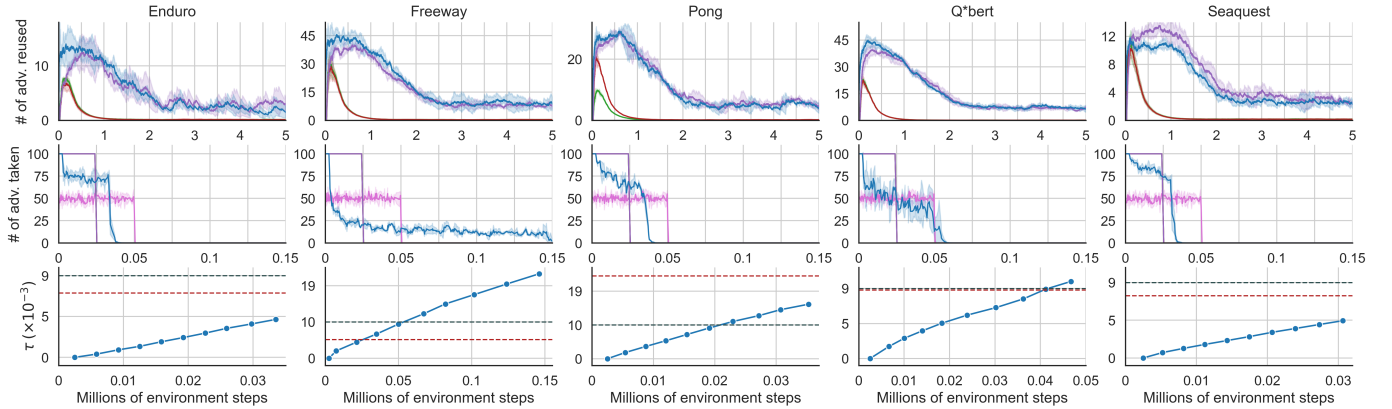 Enduro Freeway Pong Q*bert Seaquest
# of adv. reused
10
0
0 1 2 3 4 5
45
30
15
0
0 1 2 3 4 5
20
0
0 1 2 3 4 5
45
30
15
0
0 1 2 3 4 5
12
8
4
0
0 1 2 3 4 5
# of adv. taken
100
75
50
25
0
0 0.05 0.1 0.15
100
75
50
25
0
0 0.05 0.1 0.15
100
75
50
25
0
0 0.05 0.1 0.15
100
75
50
25
0
0 0.05 0.1 0.15
100
75
50
25
0
0 0.05 0.1 0.15
τ (×10⁻³)
9
5
0
0 0.01 0.02 0.03
19
10
0
0 0.05 0.10 0.15
19
10
0
0 0.01 0.02 0.03
9
5
0
0 0.01 0.02 0.03 0.04 0.05
9
4
0
0 0.01 0.02 0.03
Millions of environment steps Millions of environment steps Millions of environment steps Millions of environment steps Millions of environment steps